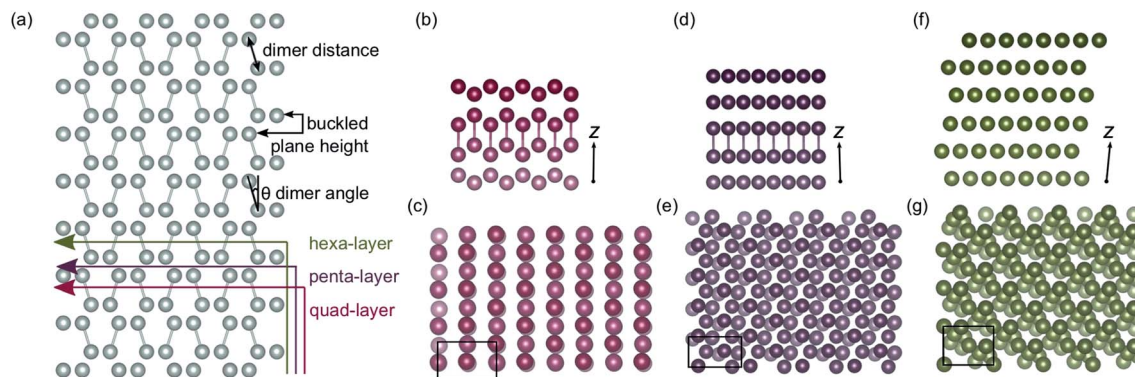 (a)
dimer distance
buckled
plane height
θ dimer angle
hexa-layer
penta-layer
quad-layer
(b)
z
(c)
(d)
z
(e)
(f)
z
(g)